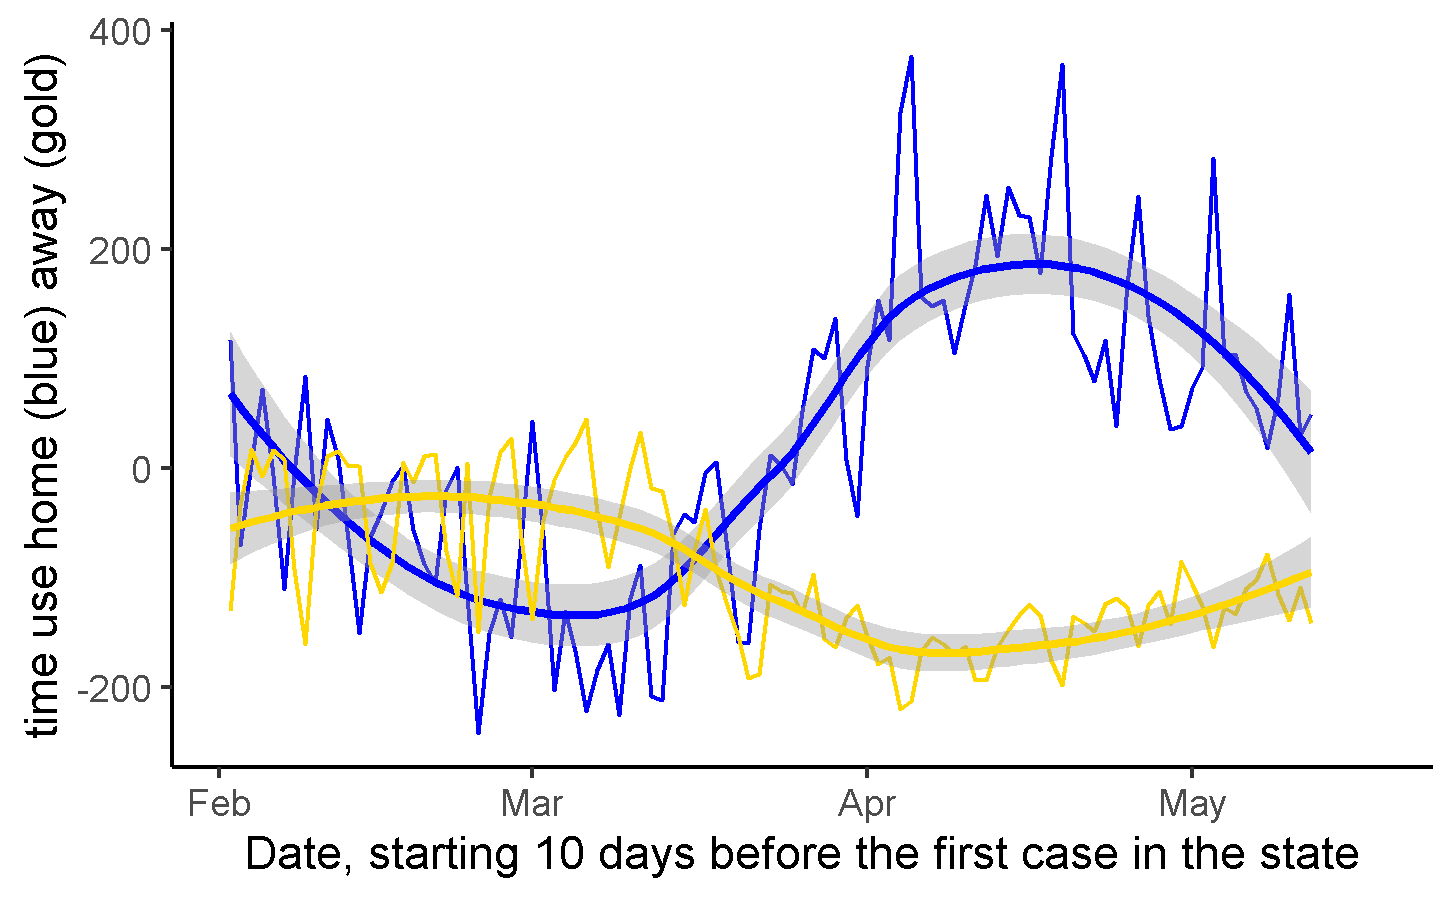 time use home (blue) away (gold)
400
200
0
-200
Feb
Mar
Apr
May
Date, starting 10 days before the first case in the state